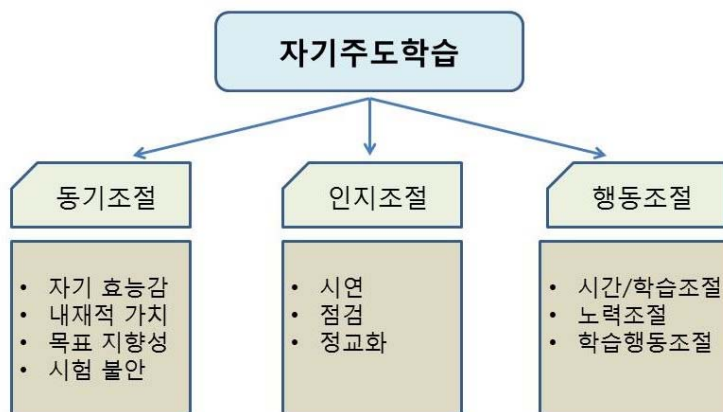 자기주도학습
동기조절
• 자기 효능감
• 내재적 가치
• 목표 지향성
• 시험 불안
인지조절
• 시연
• 점검
• 정교화
행동조절
• 시간/학습조절
• 노력조절
• 학습행동조절